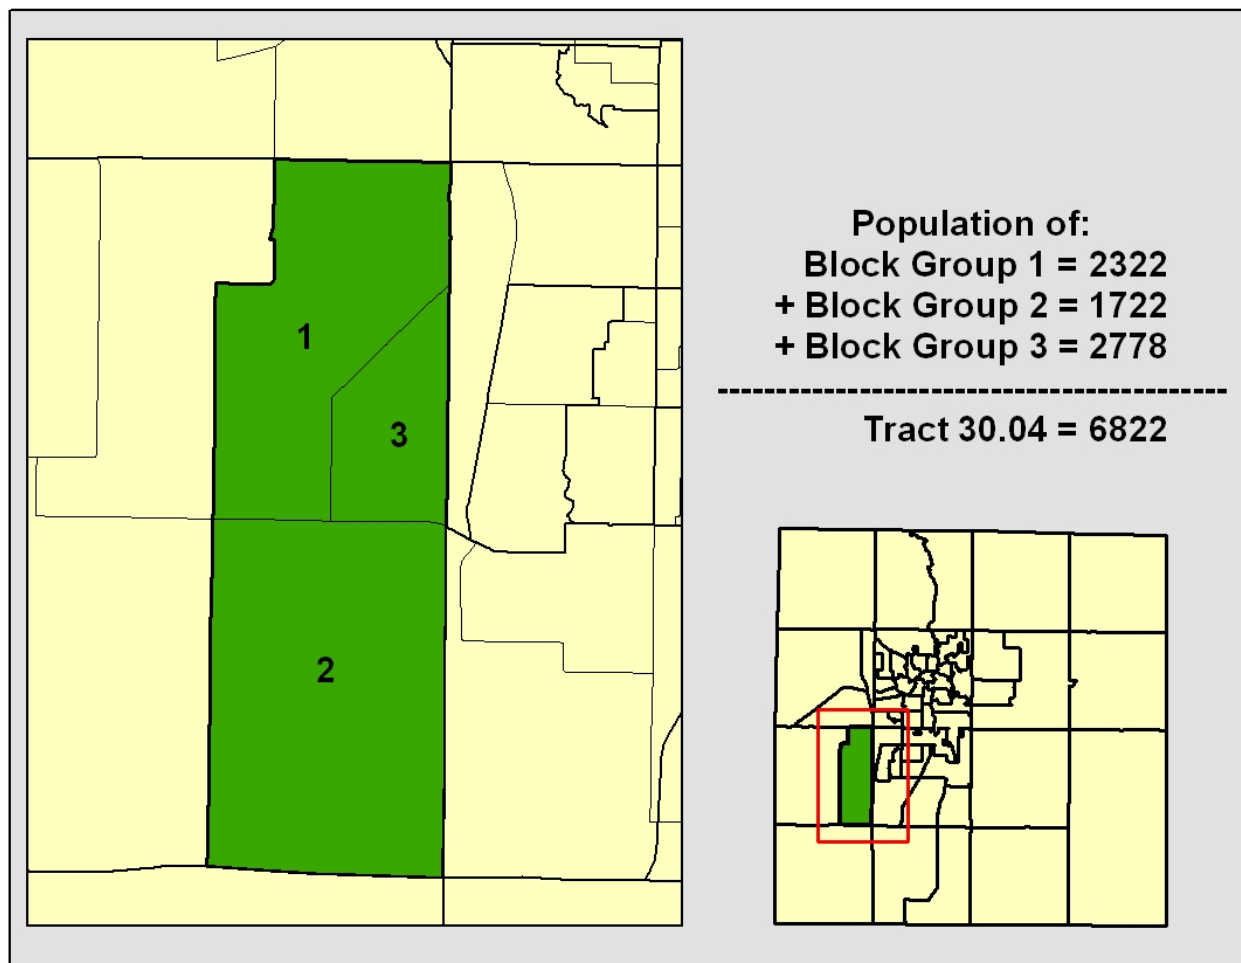 1
3
2
Population of:
Block Group 1 = 2322
+ Block Group 2 = 1722
+ Block Group 3 = 2778
--------------------------------------------
Tract 30.04 = 6822